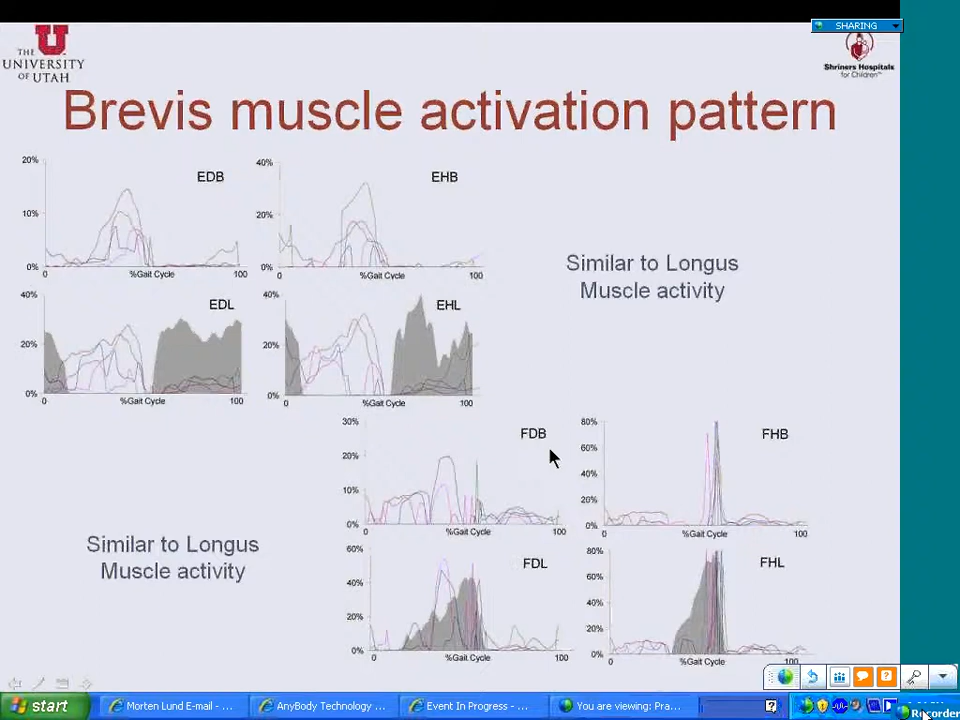 SHARING
THE
UNIVERSITY
OF UTAH
Shriners Hospitals
for Children™
Brevis muscle activation pattern
20%
10%
0%
EDB
0
%Gait Cycle
100
40%
20%
0%
EHB
0
%Gait Cycle
100
Similar to Longus
Muscle activity
40%
20%
0%
EDL
0
%Gait Cycle
100
40%
20%
0%
EHL
0
%Gait Cycle
100
30%
20%
10%
0%
FDB
0
%Gait Cycle
100
80%
60%
40%
20%
0%
FHB
0
%Gait Cycle
100
Similar to Longus
Muscle activity
60%
40%
20%
0%
FDL
0
%Gait Cycle
100
80%
60%
40%
20%
0%
FHL
0
%Gait Cycle
100
start
Morten Lund E-mail - ...
AnyBody Technology ...
Event In Progress - ...
You are viewing: Pra...
Recorder